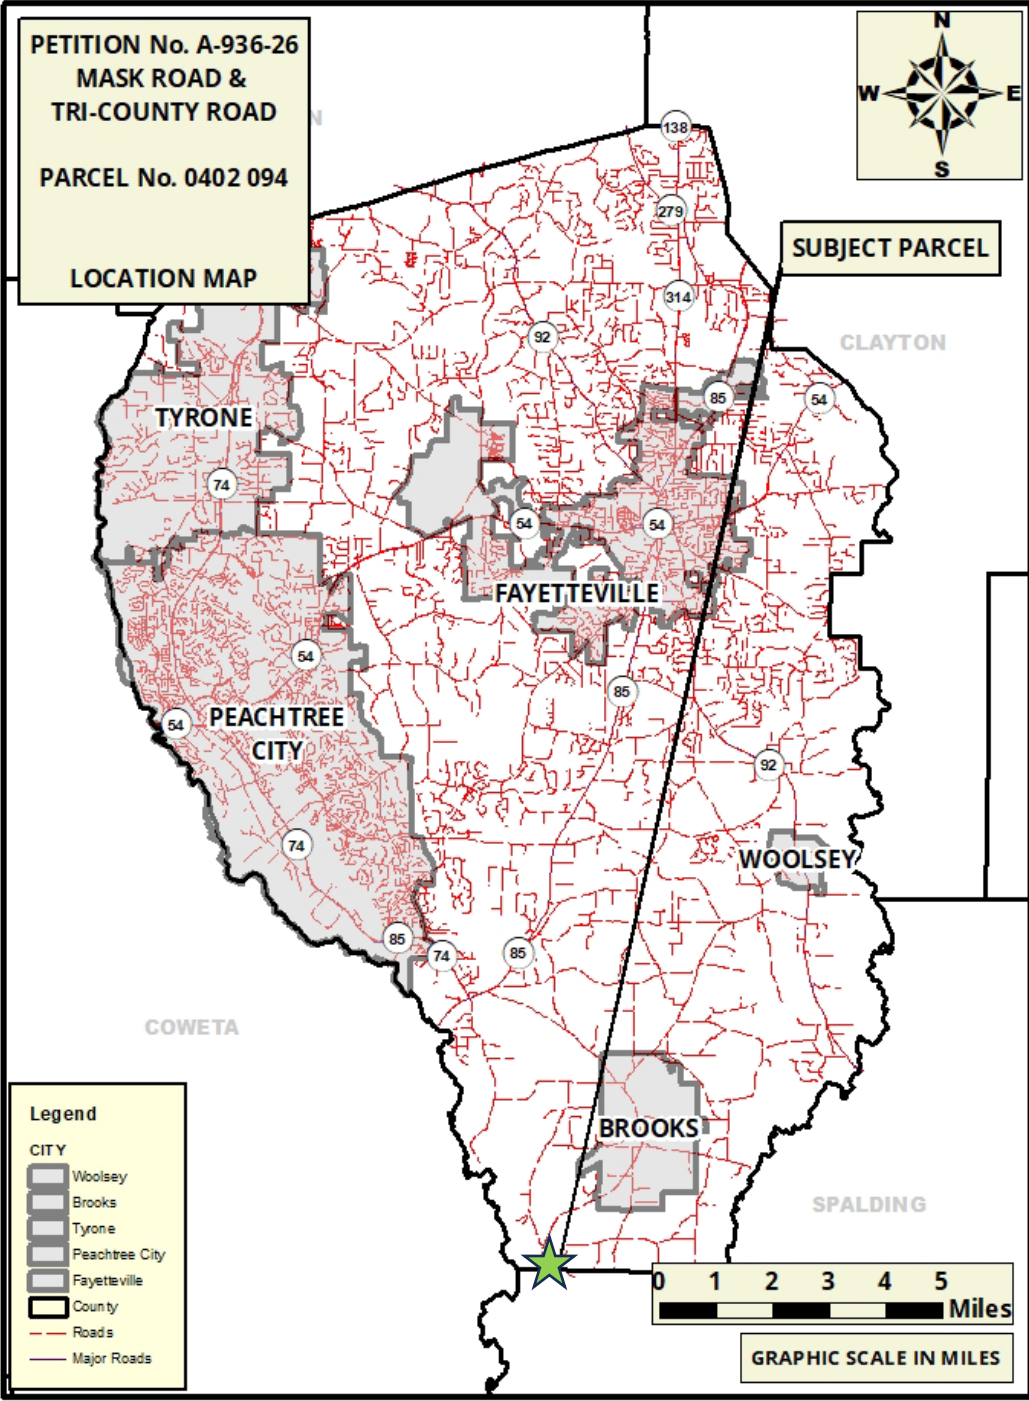 PETITION No. A-936-26
MASK ROAD &
TRI-COUNTY ROAD
PARCEL No. 0402 094
LOCATION MAP
N
N
W
E
S
138
279
SUBJECT PARCEL
314
92
CLAYTON
85
54
TYRONE
74
54
54
FAYETTEVILLE
54
85
54
PEACHTREE
CITY
92
74
WOOLSEY
85
74
85
COWETA
BROOKS
SPALDING
Legend
CITY
Woolsey
Brooks
Tyrone
Peachtree City
Fayetteville
County
Roads
Major Roads
0 1 2 3 4 5
Miles
GRAPHIC SCALE IN MILES